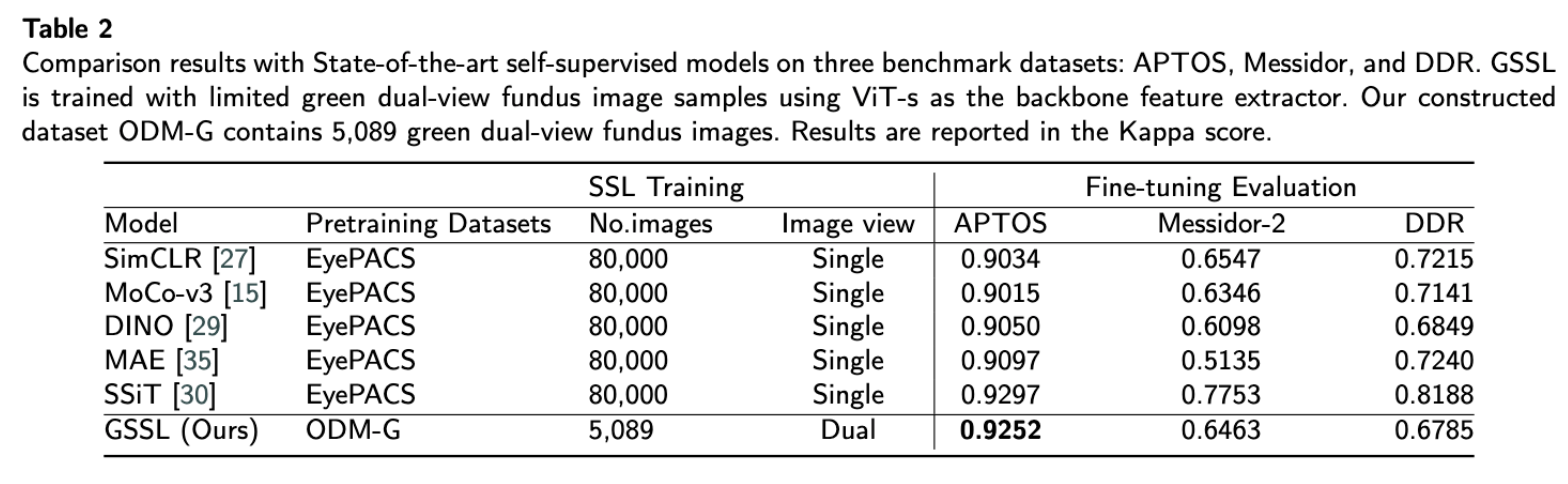 Table 2
Comparison results with State-of-the-art self-supervised models on three benchmark datasets: APTOS, Messidor, and DDR. GSSL
is trained with limited green dual-view fundus image samples using ViT-s as the backbone feature extractor. Our constructed
dataset ODM-G contains 5,089 green dual-view fundus images. Results are reported in the Kappa score.
SSL Training Fine-tuning Evaluation
Model Pretraining Datasets No.images Image view APTOS Messidor-2 DDR
SimCLR [27] EyePACS 80,000 Single 0.9034 0.6547 0.7215
MoCo-v3 [15] EyePACS 80,000 Single 0.9015 0.6346 0.7141
DINO [29] EyePACS 80,000 Single 0.9050 0.6098 0.6849
MAE [35] EyePACS 80,000 Single 0.9097 0.5135 0.7240
SSiT [30] EyePACS 80,000 Single 0.9297 0.7753 0.8188
GSSL (Ours) ODM-G 5,089 Dual 0.9252 0.6463 0.6785